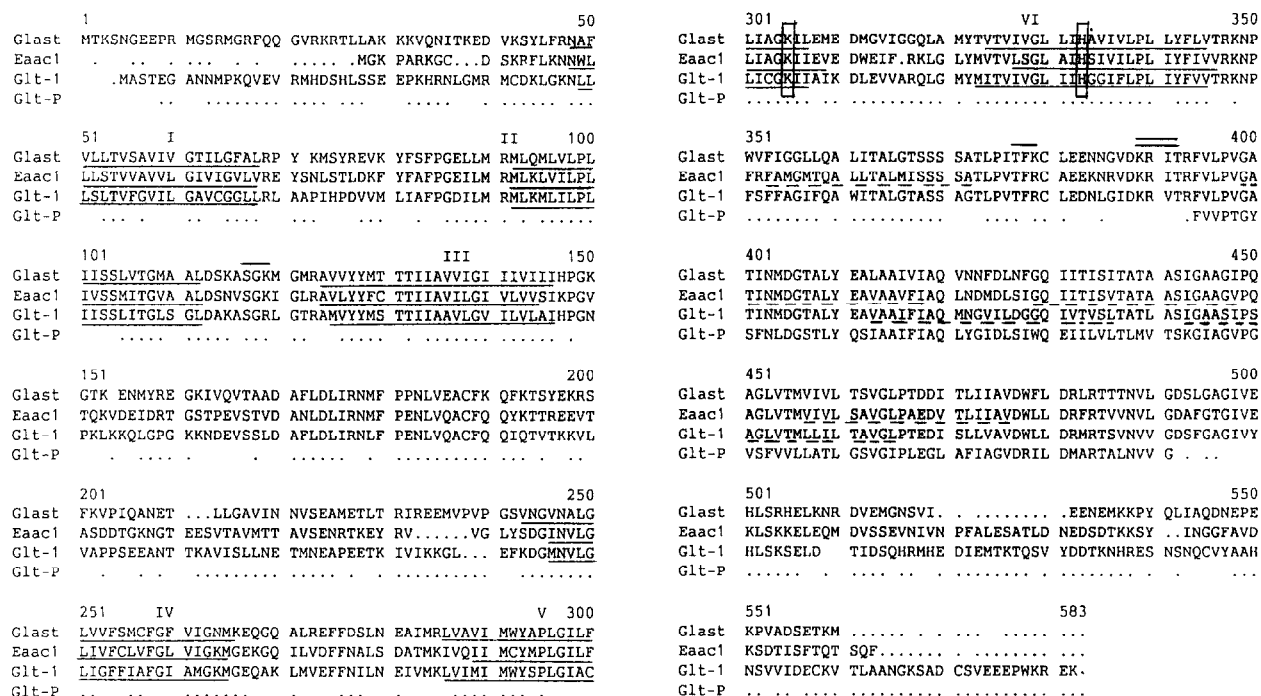 1 50
Glast MTKSNGEEPR MGSRMGRFQQ GVRKRTLLAK KKVQNITKED VKSYLFRNAF
Eaac1 . . . . . . . . . MGK PARKGC..D SKPFLKNNWL
Glt-1 .MASTEG GANNMPKQVEV RMHDSHLSSE EPKHRNLGMR MCDKLGKNLL
Glt-P .. .. .. ..... ..... ..... .....
51 I II 100
Glast VLLTVSAVIV GTILGFALRP Y KMSYREVK YFSFPGELLM RMLQMLVLPL
Eaac1 LLSTVVAVVL GIVIGVLVRE YSNLSTLDKF YFAFPGEILM RMLKLVILPL
Glt-1 LSLTVFGVIL GAVCGGLLRL AAPIHPDVVM LIAFPGDILM RMLKMLILPL
Glt-P
101 III 150
Glast IISSLVTGMA ALDSKASGKM GMRAVVYYMT TTIIAVVIGI IIVIIIHPGK
Eaac1 IVSSMITGVA ALDSNVSGKI GLRAVLYYFC TTIIAVILGI VLVVSIKPGV
Glt-1 IISSLITGLS GLDAKASGRL GTRAMVYYMS TTIIAAVLGV ILVLAIHPGN
Glt-P
151 200
Glast GTK ENMYRE GKIVQVTAAD AFLDLIRNMF PPNLVEACFK QFKTSYEKRS
Eaac1 TQKVDEIDRT GSTPEVSTVD ANLDLIRNMF PENLVQACFQ QYKTTREEVT
Glt-1 PKLKKQLGPG KKNDEVSSLD AFLDLIRNLF PENLVQACFQ QIQTVTKKVL
Glt-P
201 250
Glast FKVPIQANET ...LLGAVINN VSEAMETLT RIREEMVPVP GSVNGVNALG
Eaac1 ASDDTGKNGT EESVTAVMTT AVSENRTKEY RV.....VG LYSDGINVLG
Glt-1 VAPPSEEANT TKAVISLLNE TMNEAPEETK IVIKKGL.. EFKDGMNVLG
Glt-P
251 IV V 300
Glast LVVFSMCFGF VIGNMKEQGQ ALREFFDSLN EAIMRLVAVI MWYAPLGILF
Eaac1 LIVFCLVFGL VIGKMGEKGQ ILVDFFNALS DATMKIVQII MCYMPLGILF
Glt-1 LIGFFIAFGI AMGKMGEQAK LMVEFFNILN EIVMKLVIMI MWYSPLGIAC
Glt-P
301 VI 350
Glast LIAGKILEME DMGVIGGQLA MYTVTVIVGL LIHAVIVLPL LYFLVTRKNP
Eaac1 LIAGKIIEVE DWEIF.RKLG LYMVTVLSGL AIHSIVILPL IYFIVVRKNP
Glt-1 LICGKIIAIK DLEVVARQLG MYMITVIVGL IIHGGIFLPL IYFVVTRKNP
Glt-P
351 400
Glast WVFIGGLLQA LITALGTSSS SATLPITFKC LEENNGVDKR ITRFVLPVGA
Eaac1 FRFAMGMTQA LLTALMISSS SATLPVTFRC AEEKNRVDKR ITRFVLPVGA
Glt-1 FSFFAGIFQA WITALGTASS AGTLPVTFRC LEDNLGIDKR VTRFVLPVGA
Glt-P FVVPTGY
401 450
Glast TINMDGTALY EALAAIVIAQ VNNFDLNFGQ IITISITATA ASIGAAGIPQ
Eaac1 TINMDGTALY EAVAAVFIAQ LNDMDLSIGQ IITISVTATA ASIGAAGVPQ
Glt-1 TINMDGTALY EAVAAIFIAQ MNGVILDGGQ IVTVSLTATL ASIGAASIPS
Glt-P SFNLDGSTLY QSIAAIFIAQ LYGIDLSIWQ EIILVLTLMV TSKGIAGVPG
451 500
Glast AGLVTMVIVL TSVGLPTDDI TLIIAVDWFL DRLRTTTNVL GDSLGAGIVE
Eaac1 AGLVTMVIVL SAVGLPAEDV TLIIAVDWLL DRFRTVVNVL GDAFGTGIVE
Glt-1 AGLVTMLLIL TAVGLPTEDI SLLVAVDWLL DRMRTSVNVV GDSFGAGIVY
Glt-P VSFVVLLATL GSVGIPLEGL AFIAGVDRIL DMARTALNVV G . ..
501 550
Glast HLSRHELKNR DVEMGNSVI. . . . . EENEMKKPY QLIAQDNEPE
Eaac1 KLSKKELEQM DVSSEVNIVN PFALESATLD NEDSDTKKSY .INGGFAVD
Glt-1 HLSKSELD TIDSQHRMHE DIEMTKTQSV YDDTKNHRES NSNQCVYAAH
Glt-P
551 583
Glast KPVADSETKM
Eaac1 KSDTISFTQT SQF
Glt-1 NSVVIDECKV TLAANGKSAD CSVEEEPWKR EK.
Glt-P